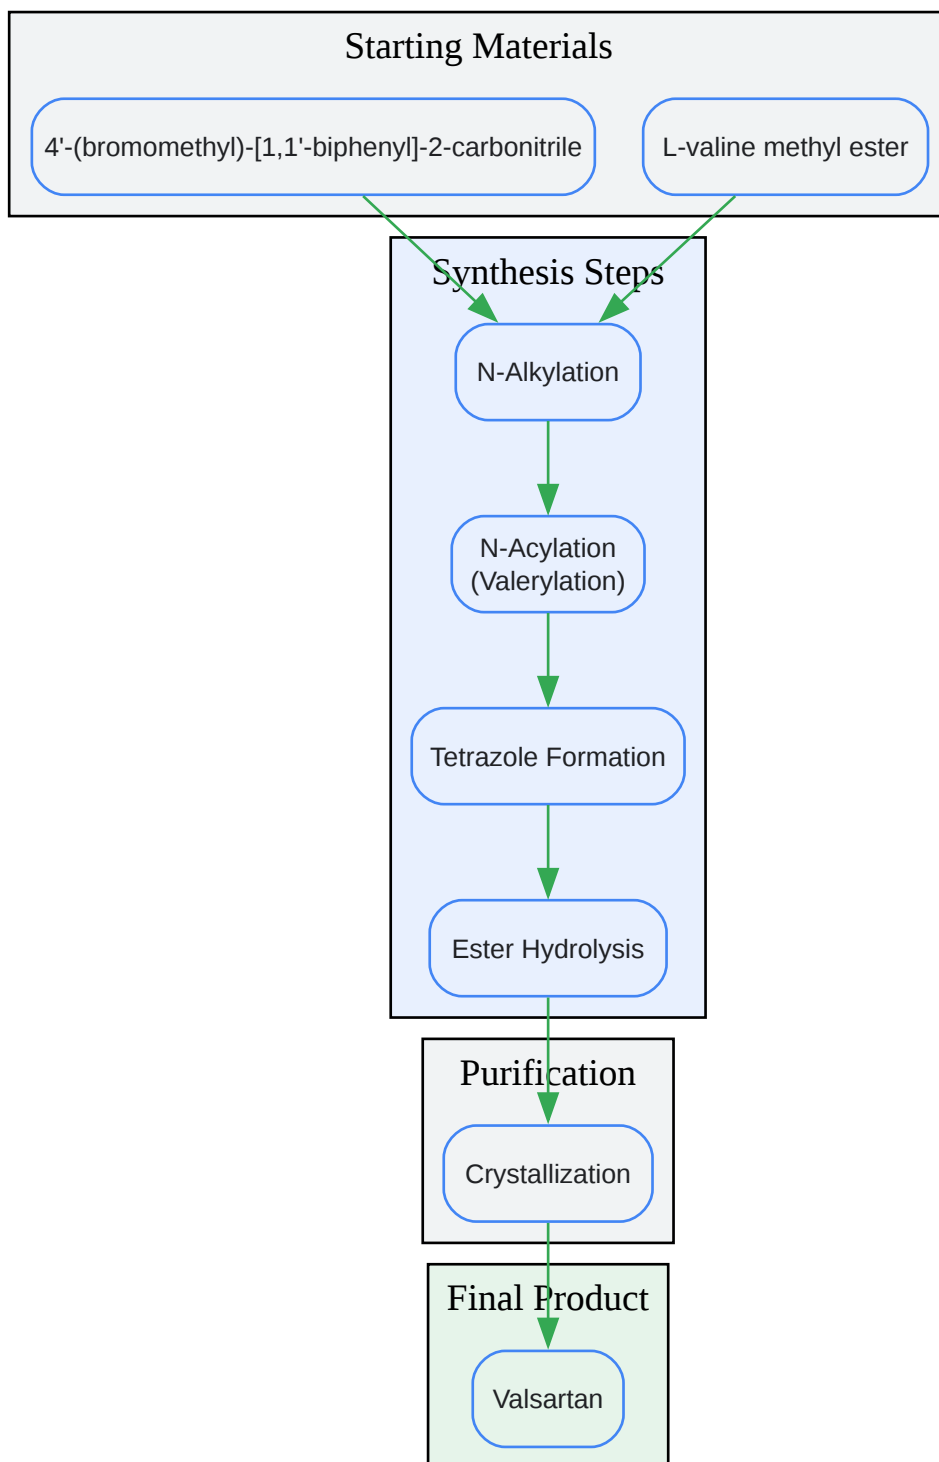 Starting Materials
4'-(bromomethyl)-[1,1'-biphenyl]-2-carbonitrile
L-valine methyl ester
Synthesis Steps
N-Alkylation
N-Acylation
(Valerylation)
Tetrazole Formation
Ester Hydrolysis
Purification
Crystallization
Final Product
Valsartan